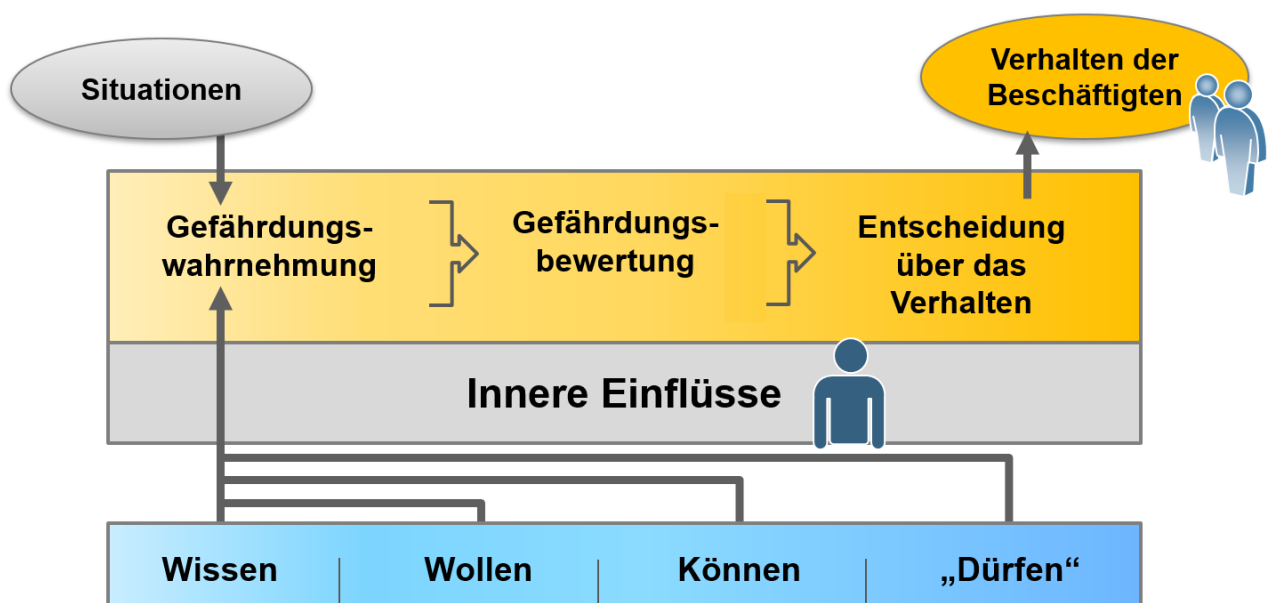 Situationen
Verhalten der
Beschäftigten
Gefährdungs-
wahrnehmung
Gefährdungs-
bewertung
Entscheidung
über das
Verhalten
Innere Einflüsse
Wissen
Wollen
Können
„Dürfen“